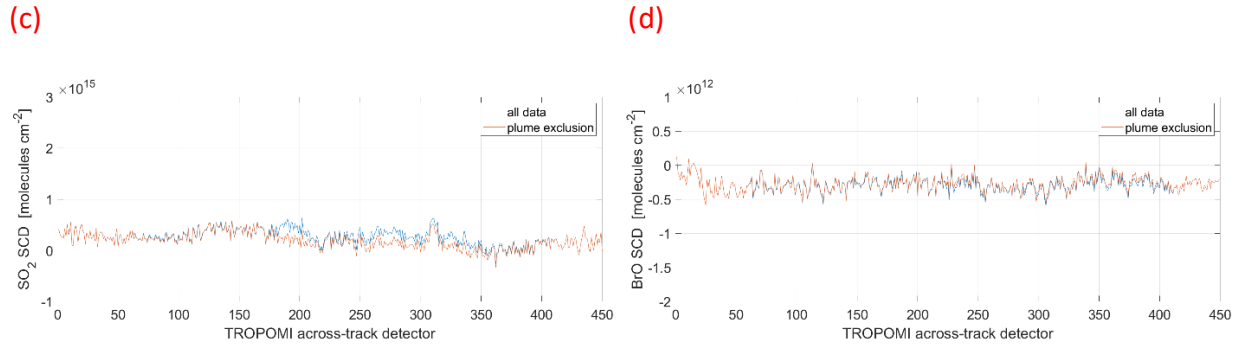 (c)
×10^15
3
2
1
0
-1
SO_2 SCD [molecules cm^-2]
all data
plume exclusion
0 50 100 150 200 250 300 350 400 450
TROPOMI across-track detector
(d)
×10^12
1
0.5
0
-0.5
-1
-1.5
-2
BrO SCD [molecules cm^-2]
all data
plume exclusion
0 50 100 150 200 250 300 350 400 450
TROPOMI across-track detector